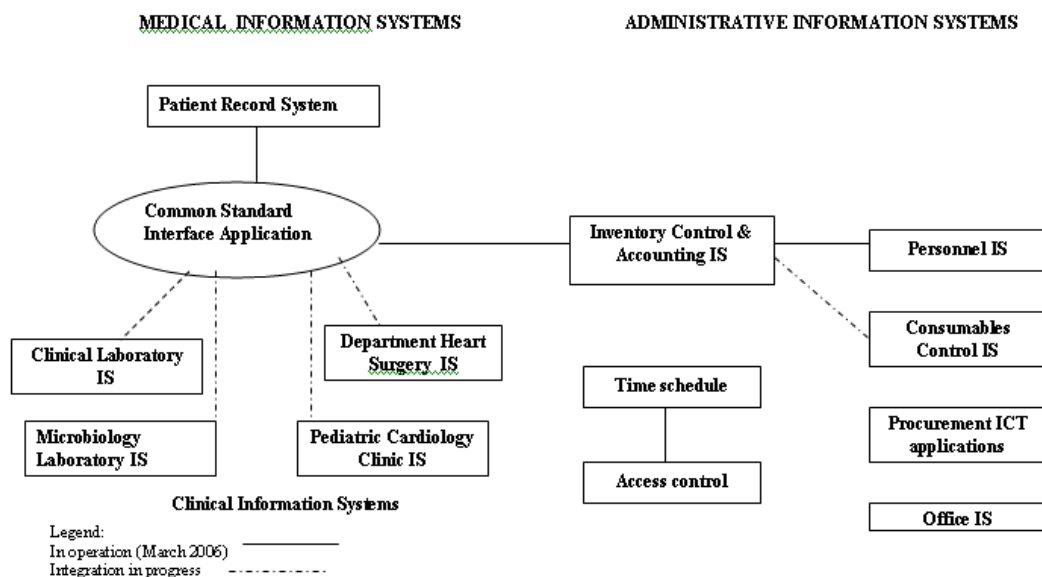 MEDICAL INFORMATION SYSTEMS
ADMINISTRATIVE INFORMATION SYSTEMS
Patient Record System
Common Standard
Interface Application
Inventory Control &
Accounting IS
Personnel IS
Clinical Laboratory
IS
Department Heart
Surgery IS
Consumables
Control IS
Time schedule
Microbiology
Laboratory IS
Pediatric Cardiology
Clinic IS
Procurement ICT
applications
Access control
Clinical Information Systems
Office IS
Legend:
In operation (March 2006)
Integration in progress